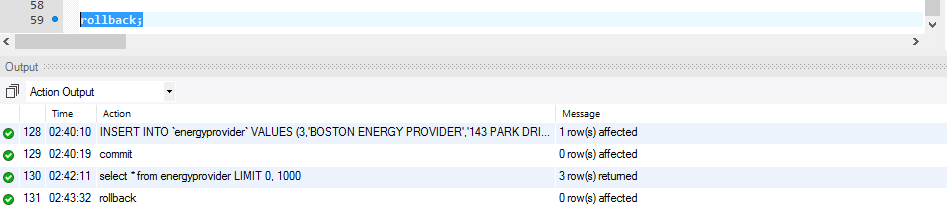 58
59 rollback;
Output
Action Output
Time Action Message
128 02:40:10 INSERT INTO `energyprovider` VALUES (3,'BOSTON ENERGY PROVIDER','143 PARK DRI... 1 row(s) affected
129 02:40:19 commit 0 row(s) affected
130 02:42:11 select * from energyprovider LIMIT 0, 1000 3 row(s) returned
131 02:43:32 rollback 0 row(s) affected